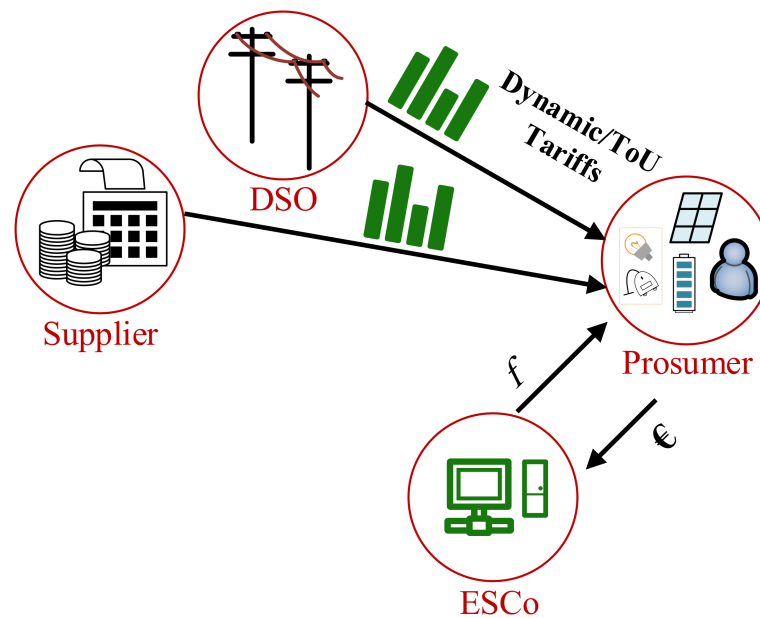 Dynamic/ToU
Tariffs
DSO
Supplier
Prosumer
f
€
ESCo